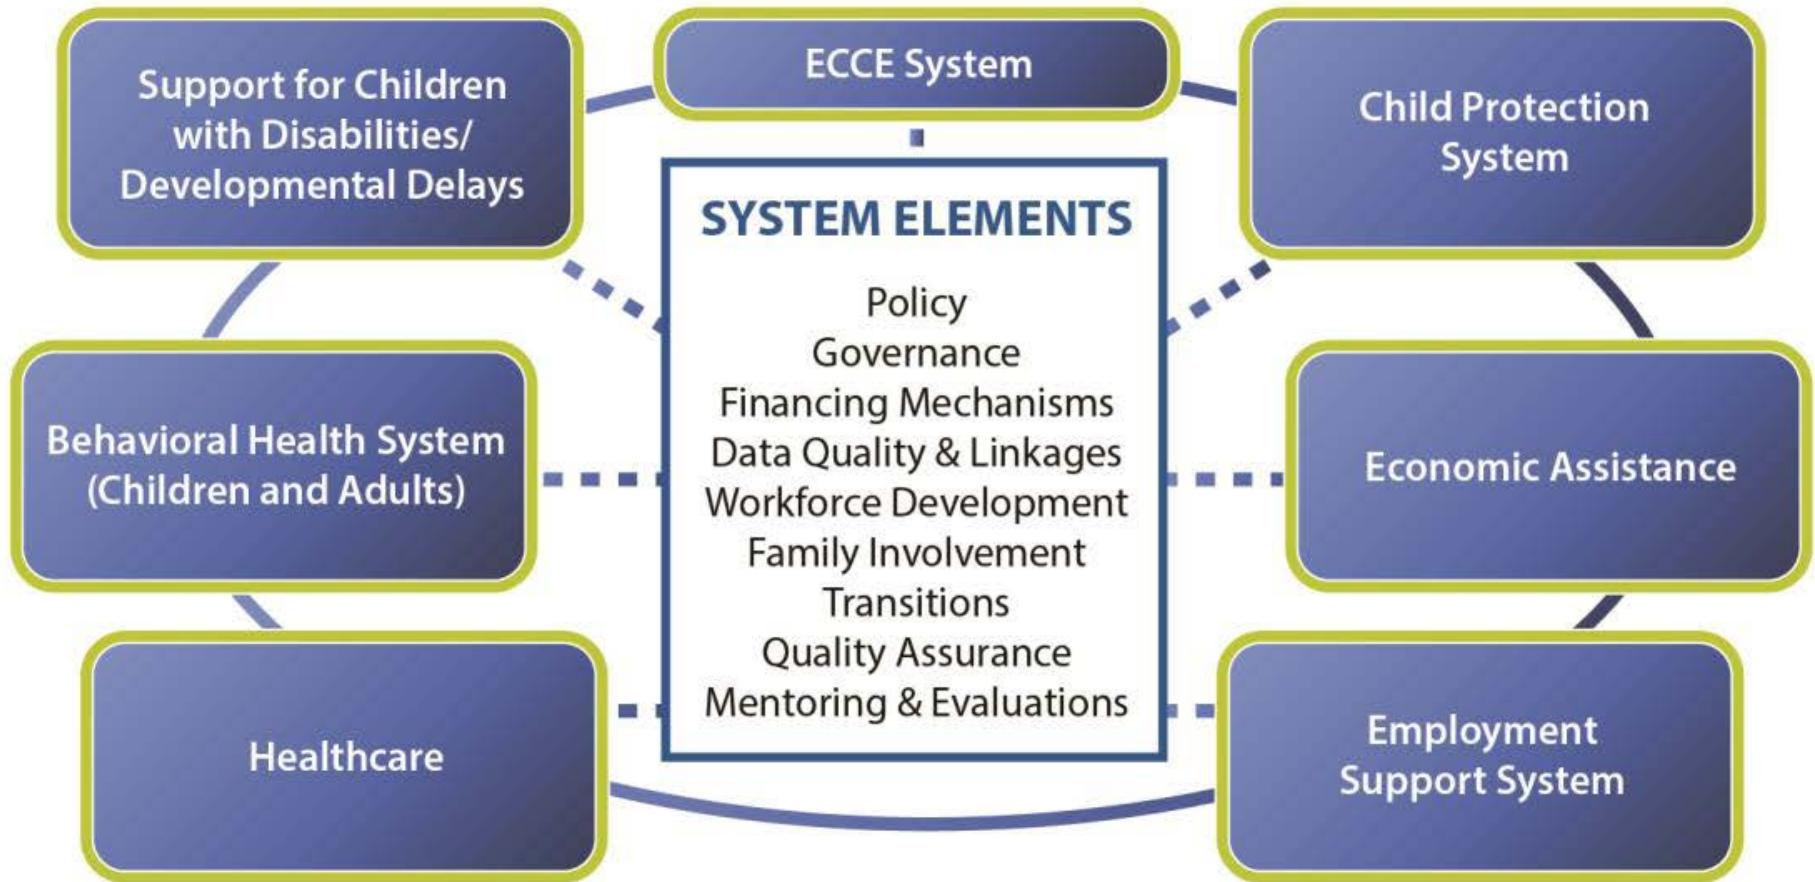 Support for Children
with Disabilities/
Developmental Delays
ECCE System
Child Protection
System
SYSTEM ELEMENTS
Policy
Governance
Financing Mechanisms
Data Quality & Linkages
Workforce Development
Family Involvement
Transitions
Quality Assurance
Mentoring & Evaluations
Behavioral Health System
(Children and Adults)
Economic Assistance
Healthcare
Employment
Support System